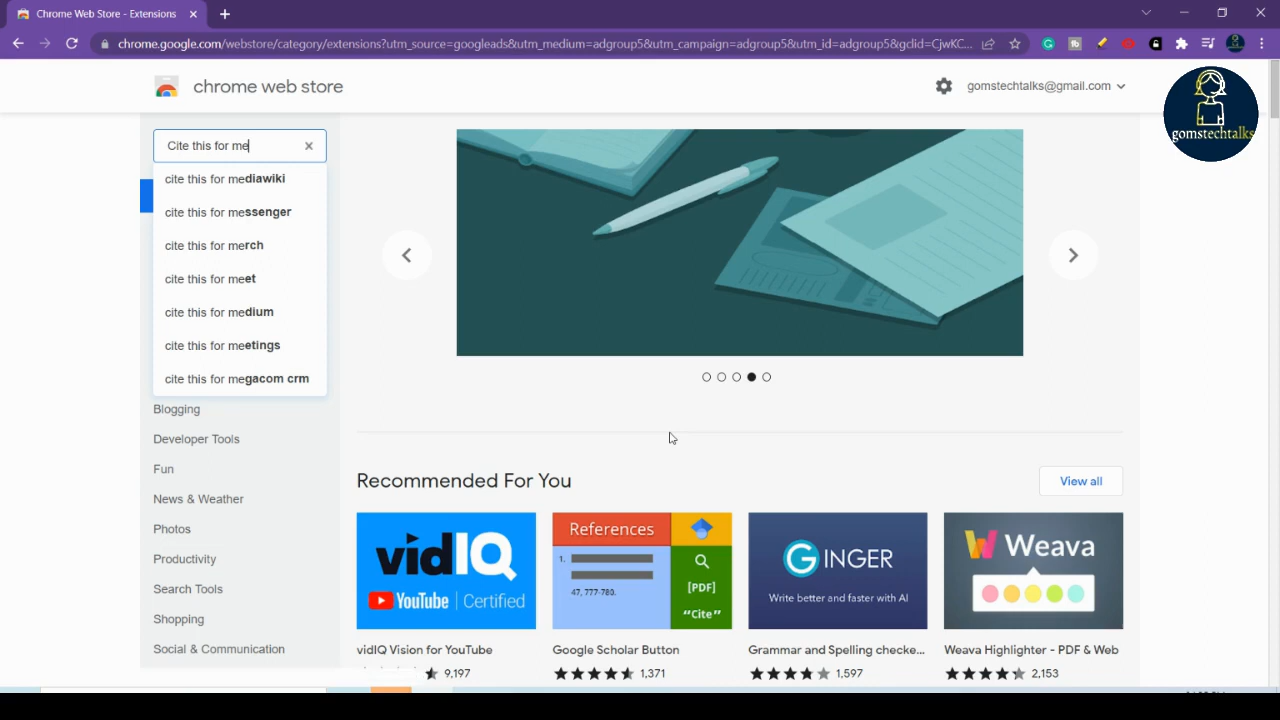 Chrome Web Store - Extensions
chrome.google.com/webstore/category/extensions?utm_source=googleads&utm_medium=adgroup5&utm_campaign=adgroup5&utm_id=adgroup5&gclid=CjwKC...
chrome web store
gomstechtalks@gmail.com
gomstechtalks
Cite this for me
cite this for mediawiki
cite this for messenger
cite this for merch
cite this for meet
cite this for medium
cite this for meetings
cite this for megacom crm
Blogging
Developer Tools
Fun
News & Weather
Photos
Productivity
Search Tools
Shopping
Social & Communication
Recommended For You
View all
vidIQ
YouTube | Certified
References
1.
47, 777-780.
[PDF]
“Cite”
GINGER
Write better and faster with AI
Weava
vidIQ Vision for YouTube
Google Scholar Button
Grammar and Spelling checke...
Weava Highlighter - PDF & Web
9,197
1,371
1,597
2,153